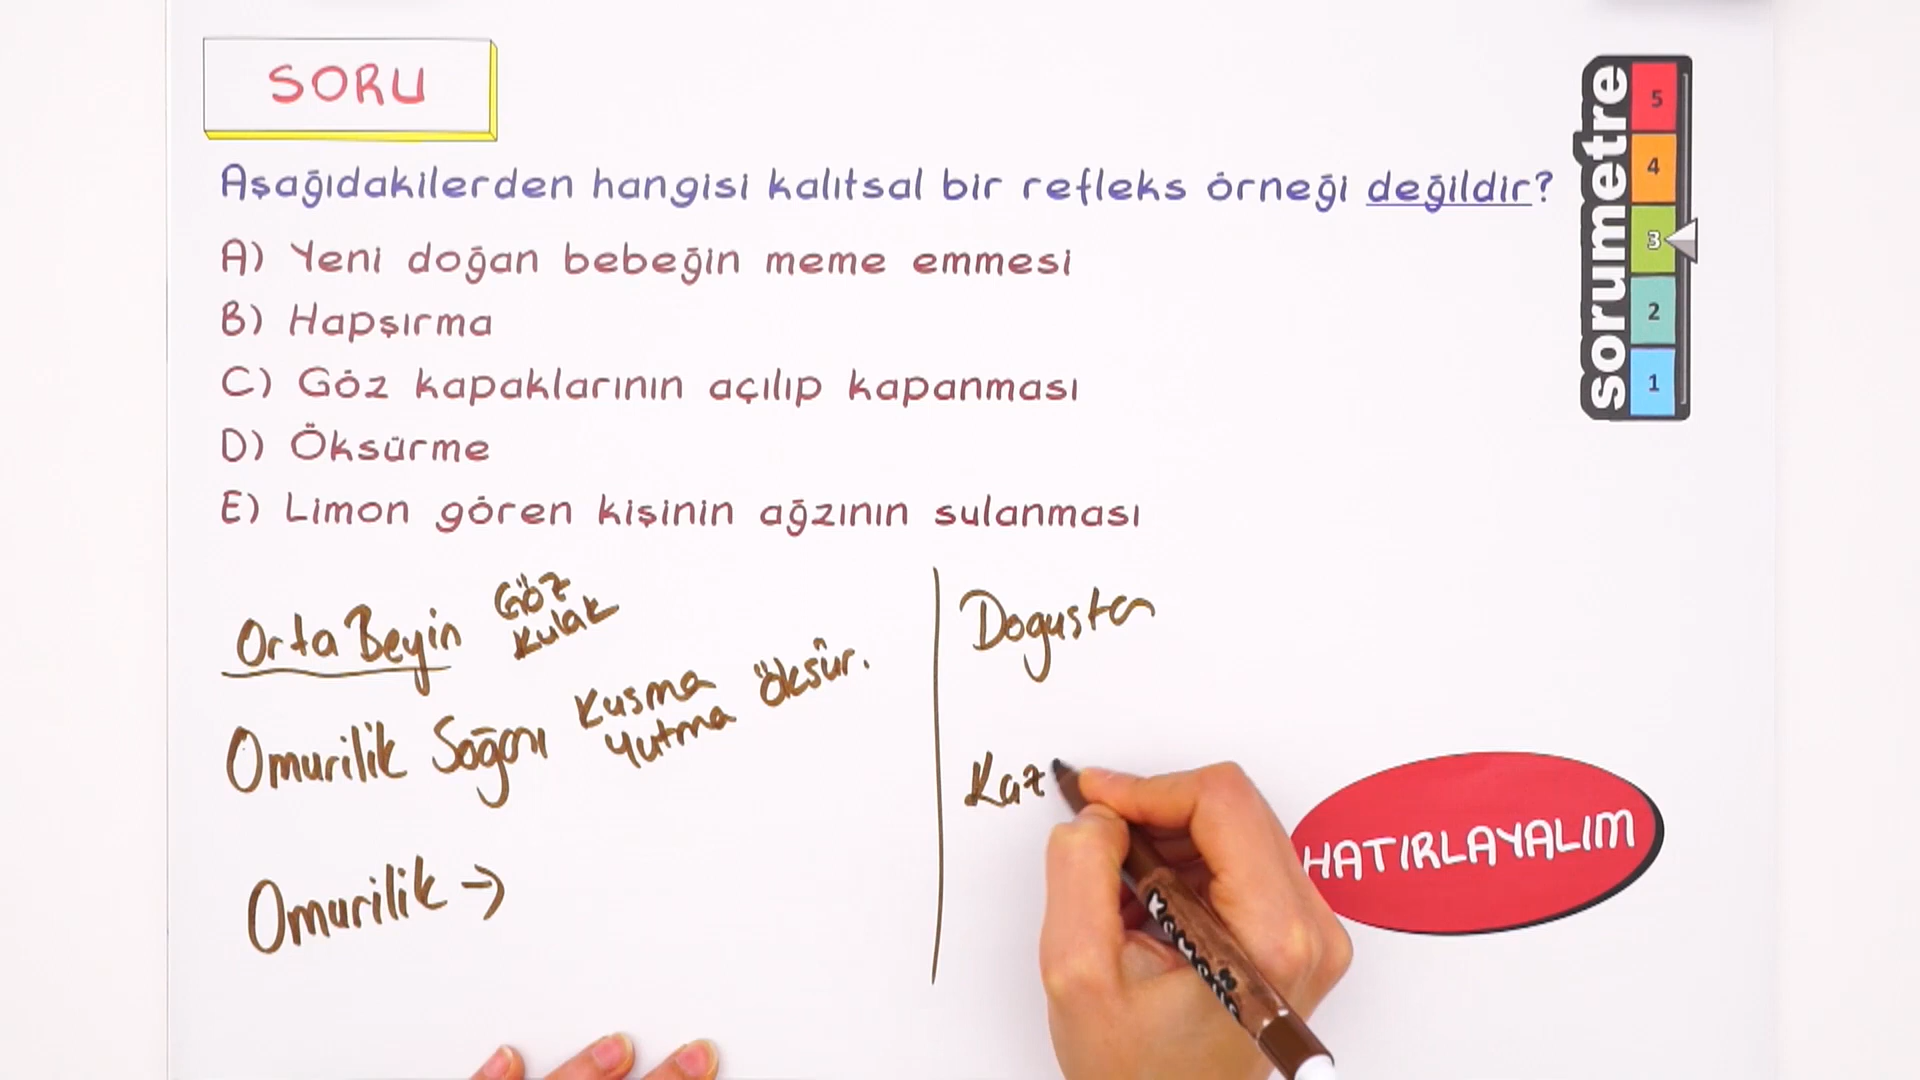 SORU
Aşağıdakilerden hangisi kalıtsal bir refleks örneği değildir?
A) Yeni doğan bebeğin meme emmesi
B) Hapşırma
C) Göz kapaklarının açılıp kapanması
D) Öksürme
E) Limon gören kişinin ağzının sulanması
sorumetre
5
4
3
2
1
Orta Beyin Göz
Kulak
Omurilik Soğanı Kusma Öksür.
Yutma
Omurilik →
Doguştan
Kaz
HATIRLAYALIM